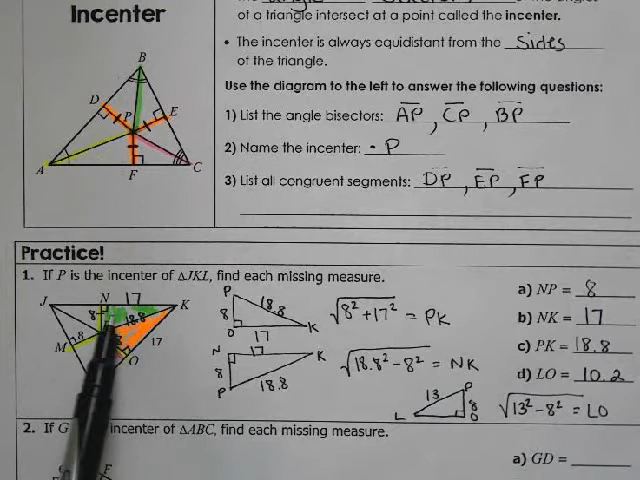 Incenter
of a triangle intersect at a point called the incenter.
• The incenter is always equidistant from the sides
of the triangle.
Use the diagram to the left to answer the following questions:
1) List the angle bisectors: AP, CP, BP
2) Name the incenter: • P
3) List all congruent segments: DP, EP, FP
B
D
E
P
A
F
C
Practice!
1. If P is the incenter of ΔJKL, find each missing measure.
J N 17 K
8
18.8
M 8
8
O
17
P
8
18.8
O
17
K
√8² + 17² = PK
N 17 K
8
P
18.8
√18.8² − 8² = NK
13 P
8
L O
√13² − 8² = LO
a) NP = 8
b) NK = 17
c) PK = 18.8
d) LO = 10.2
2. If G incenter of ΔABC, find each missing measure.
a) GD =
F